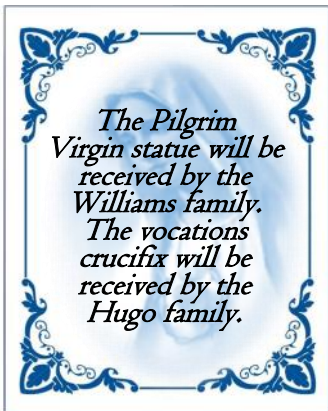 The Pilgrim
Virgin statue will be
received by the
Williams family.
The vocations
crucifix will be
received by the
Hugo family.